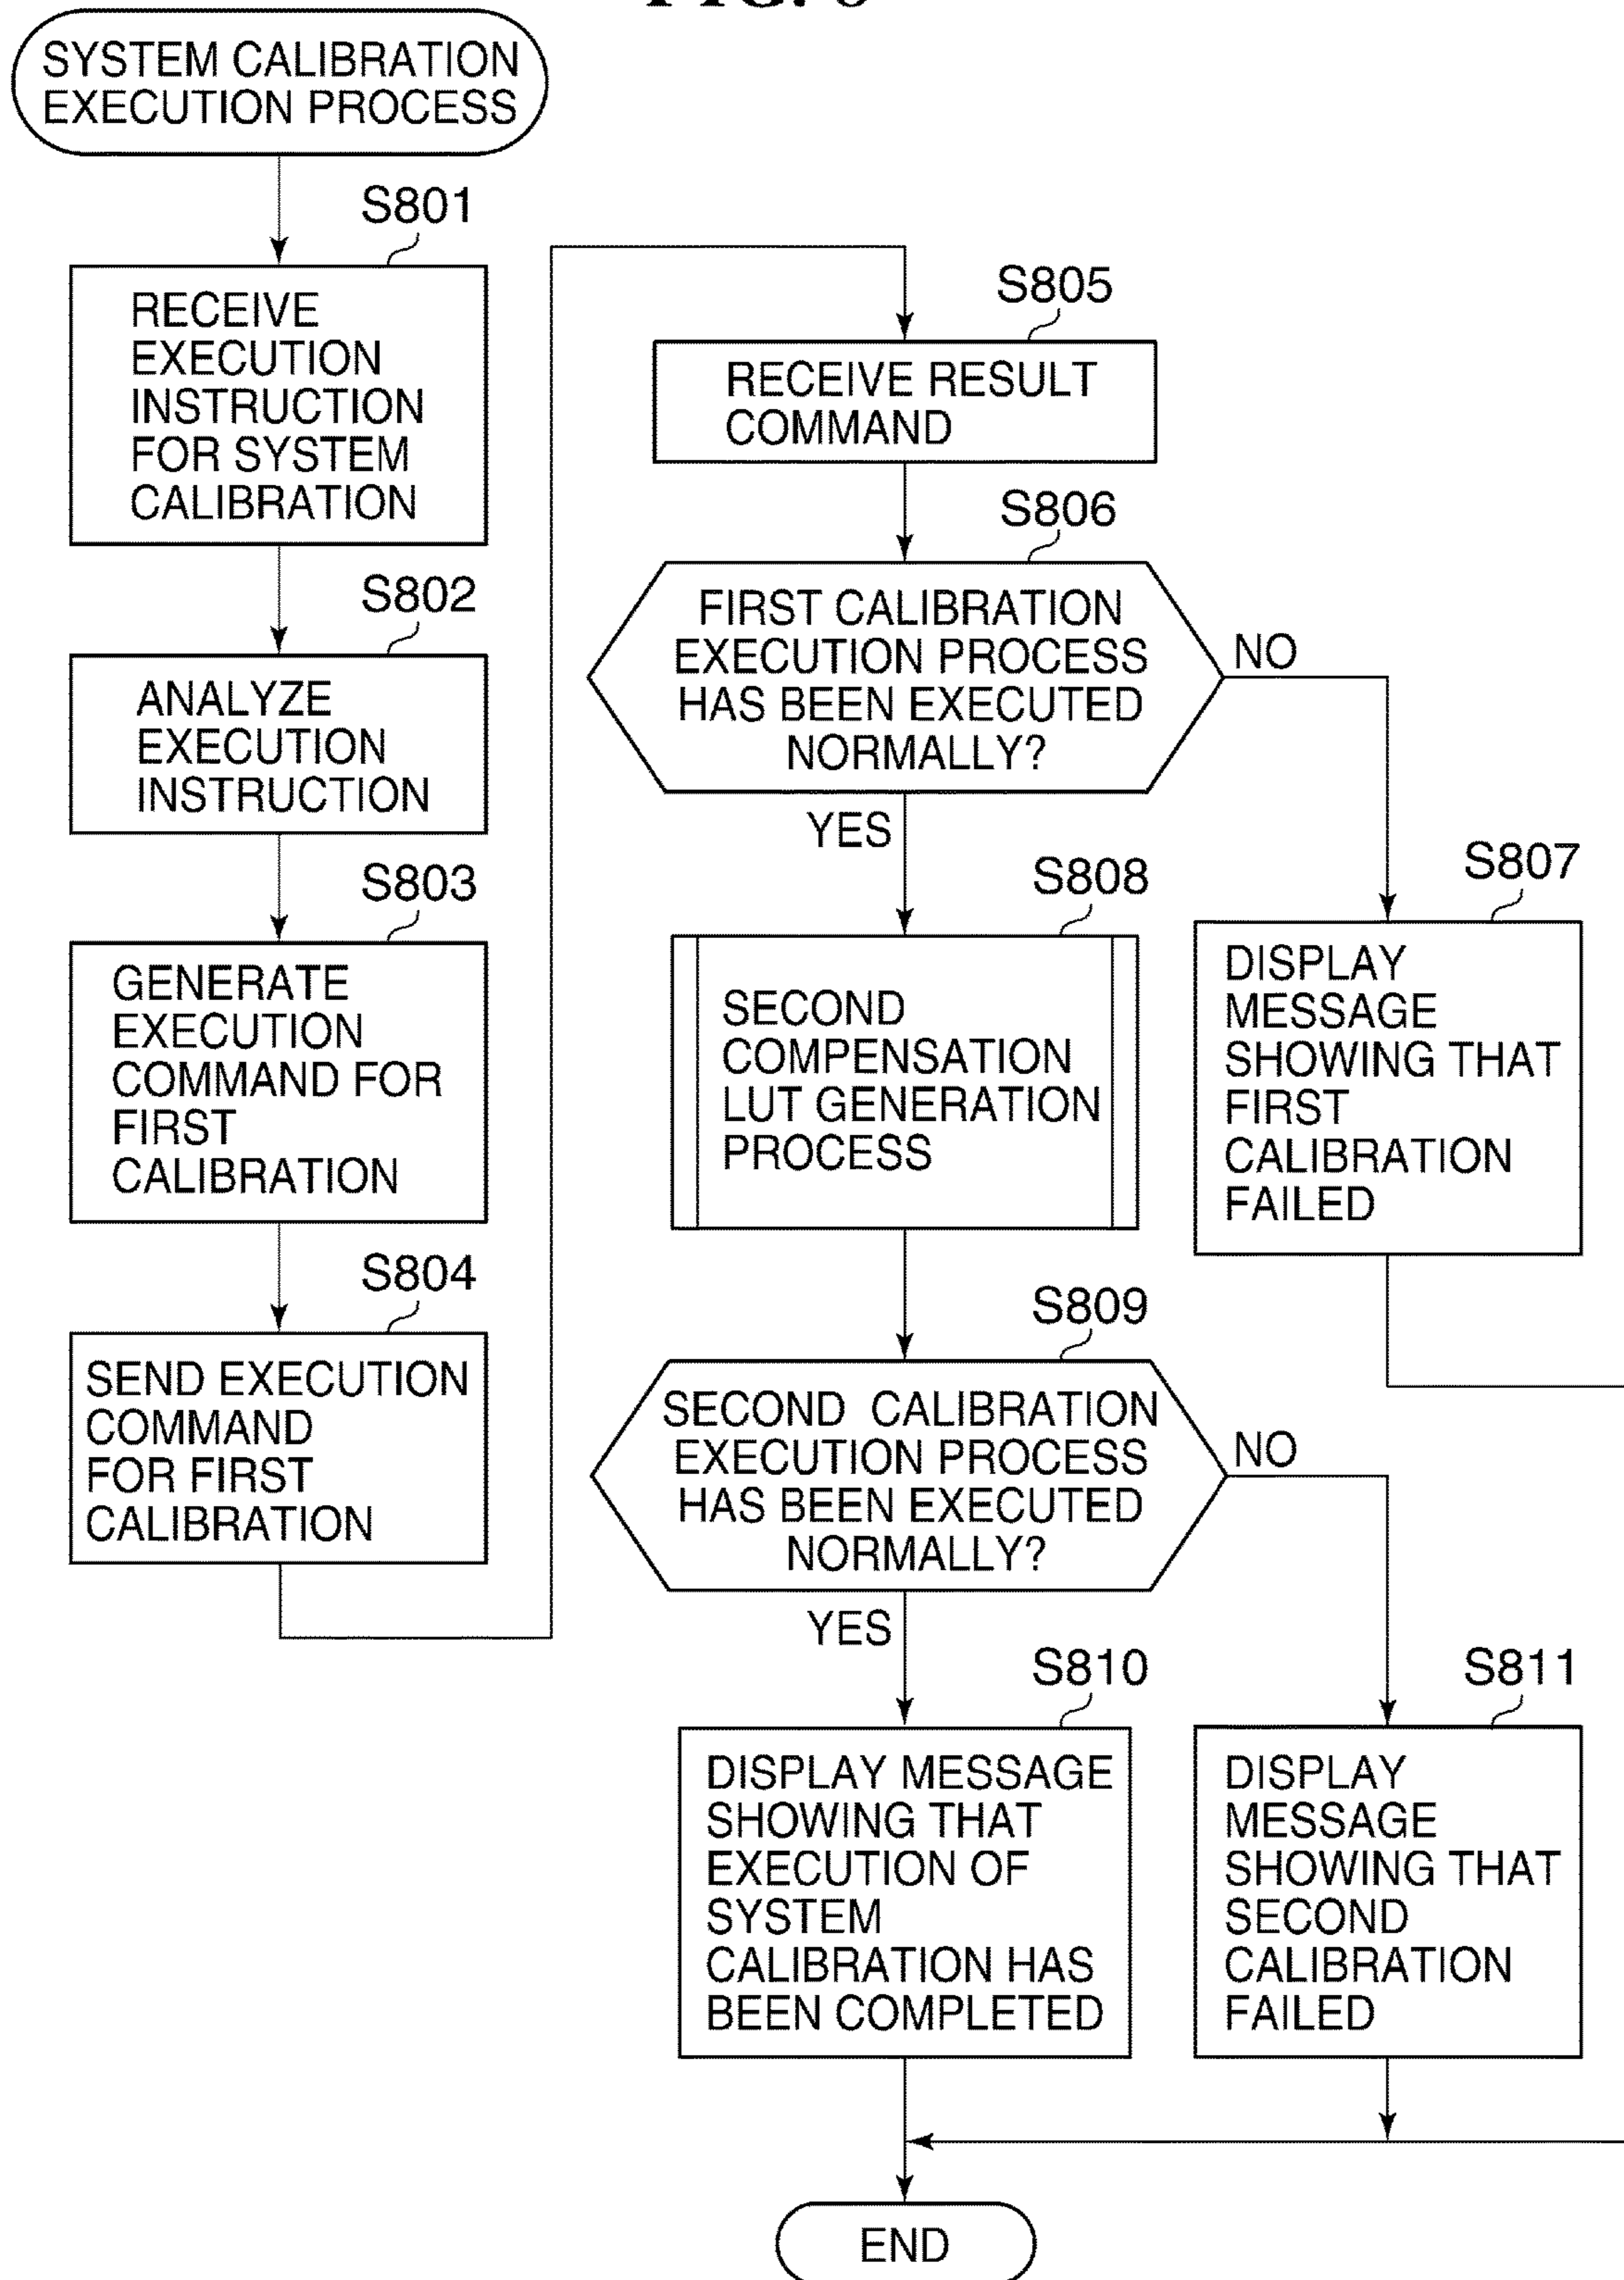 SYSTEM CALIBRATION
EXECUTION PROCESS
S801
RECEIVE
EXECUTION
INSTRUCTION
FOR SYSTEM
CALIBRATION
S802
ANALYZE
EXECUTION
INSTRUCTION
S803
GENERATE
EXECUTION
COMMAND FOR
FIRST
CALIBRATION
S804
SEND EXECUTION
COMMAND
FOR FIRST
CALIBRATION
S805
RECEIVE RESULT
COMMAND
S806
FIRST CALIBRATION
EXECUTION PROCESS
HAS BEEN EXECUTED
NORMALLY?
NO
YES
S807
DISPLAY
MESSAGE
SHOWING THAT
FIRST
CALIBRATION
FAILED
S808
SECOND
COMPENSATION
LUT GENERATION
PROCESS
S809
SECOND CALIBRATION
EXECUTION PROCESS
HAS BEEN EXECUTED
NORMALLY?
NO
YES
S810
DISPLAY MESSAGE
SHOWING THAT
EXECUTION OF
SYSTEM
CALIBRATION HAS
BEEN COMPLETED
S811
DISPLAY
MESSAGE
SHOWING THAT
SECOND
CALIBRATION
FAILED
END